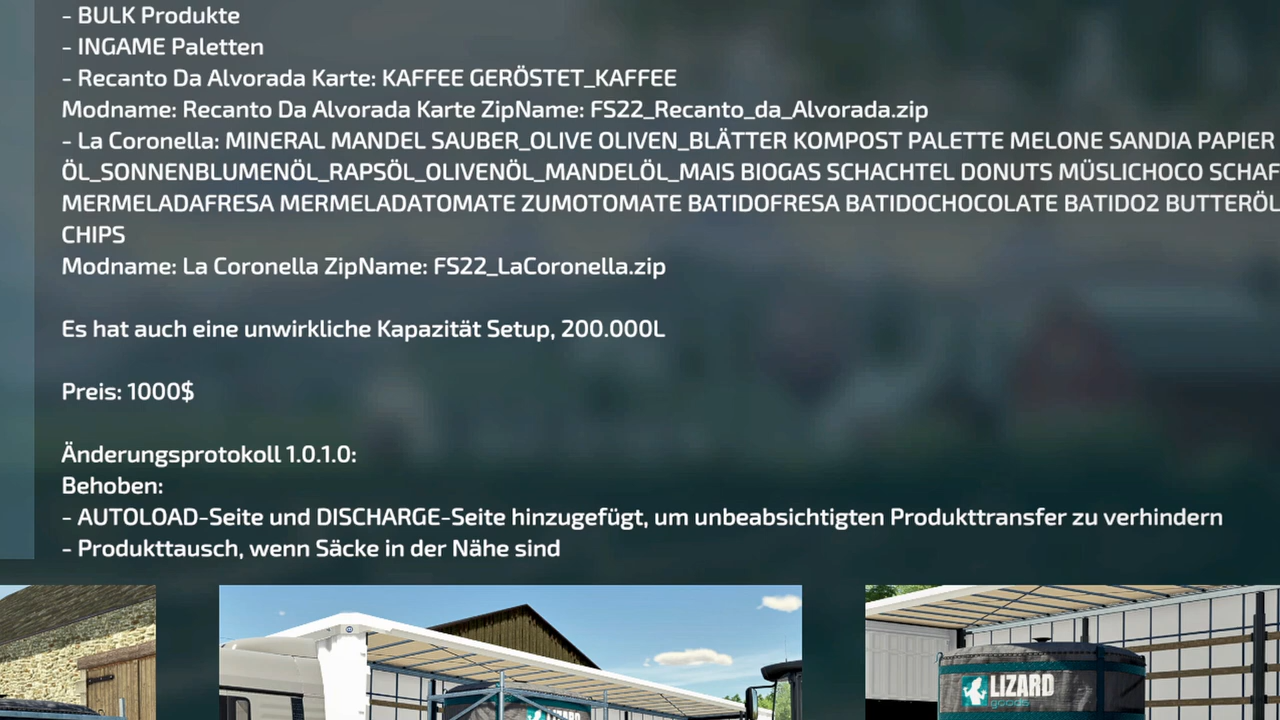 - BULK Produkte
- INGAME Paletten
- Recanto Da Alvorada Karte: KAFFEE GERÖSTET_KAFFEE
Modname: Recanto Da Alvorada Karte ZipName: FS22_Recanto_da_Alvorada.zip
- La Coronella: MINERAL MANDEL SAUBER_OLIVE OLIVEN_BLÄTTER KOMPOST PALETTE MELONE SANDIA PAPIER
ÖL_SONNENBLUMENÖL_RAPSÖL_OLIVENÖL_MANDELÖL_MAIS BIOGAS SCHACHTEL DONUTS MÜSLICHOCO SCHAF
MERMELADAFRESA MERMELADATOMATE ZUMOTOMATE BATIDOFRESA BATIDOCHOCOLATE BATIDO2 BUTTERÖL
CHIPS
Modname: La Coronella ZipName: FS22_LaCoronella.zip
Es hat auch eine unwirkliche Kapazität Setup, 200.000L
Preis: 1000$
Änderungsprotokoll 1.0.1.0:
Behoben:
- AUTOLOAD-Seite und DISCHARGE-Seite hinzugefügt, um unbeabsichtigten Produkttransfer zu verhindern
- Produkttausch, wenn Säcke in der Nähe sind
LIZARD
LIZARD
goods